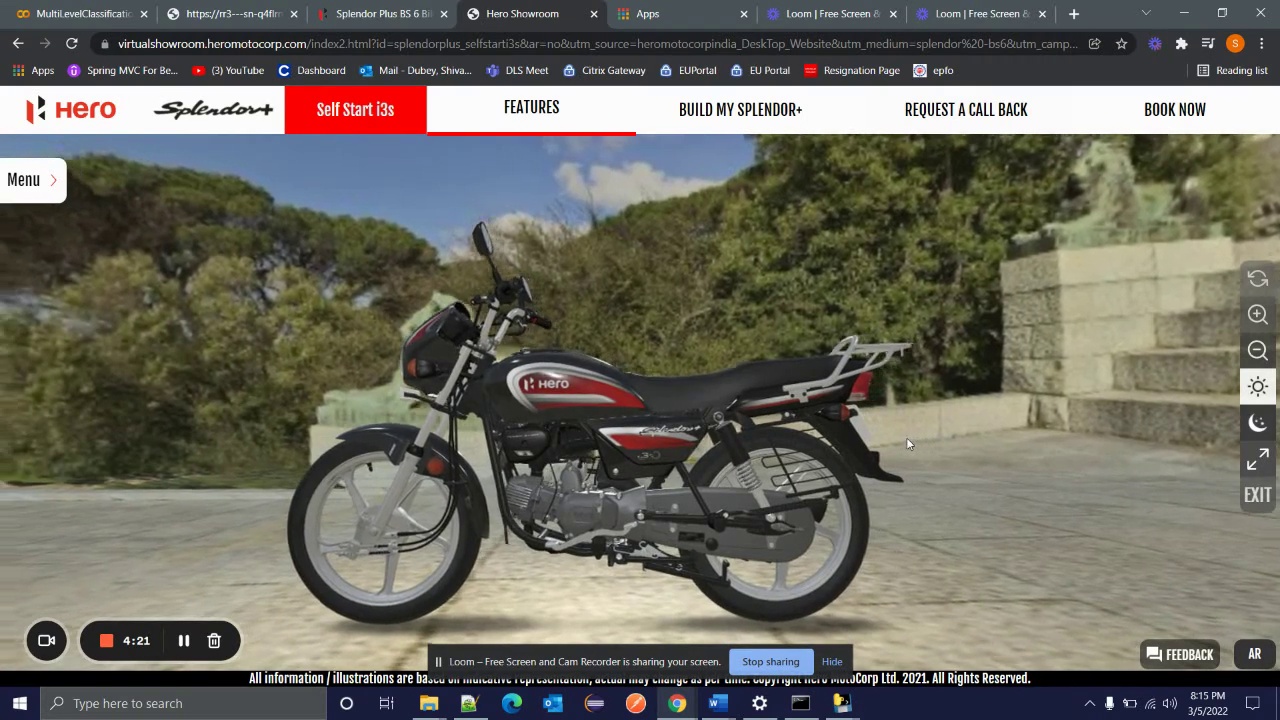 MultiLevelClassificatic
https://rr3---sn-q4flrn
Splendor Plus BS 6 Bik
Hero Showroom
Apps
Loom | Free Screen &
Loom | Free Screen &
virtualshowroom.heromotocorp.com/index2.html?id=splendorplus_selfstarti3s&at=no&utm_source=heromotocorpindia_DeskTop_Website&utm_medium=splendor%20-bs6&utm_camp...
S
Apps
Spring MVC For Be...
(3) YouTube
Dashboard
Mail - Dubey, Shiva...
DLS Meet
Citrix Gateway
EUPortal
EU Portal
Resignation Page
epfo
Reading list
Hero
Splendor+
Self Start i3s
FEATURES
BUILD MY SPLENDOR+
REQUEST A CALL BACK
BOOK NOW
Menu
Hero
Splendor+
EXIT
4:21
Loom – Free Screen and Cam Recorder is sharing your screen.
Stop sharing
Hide
FEEDBACK
AR
All information / illustrations are based on indicative representation, actual may change as per time. Copyright Hero MotoCorp Ltd. 2021. All Rights Reserved.
Type here to search
8:15 PM
3/5/2022